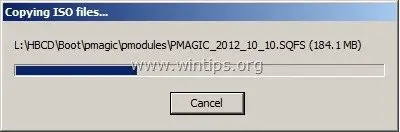 Copying ISO files...
L:\HBCD\Boot\pmagic\pmodules\PMAGIC_2012_10_10.SQFS (184.1 MB)
www.wintips.org
Cancel